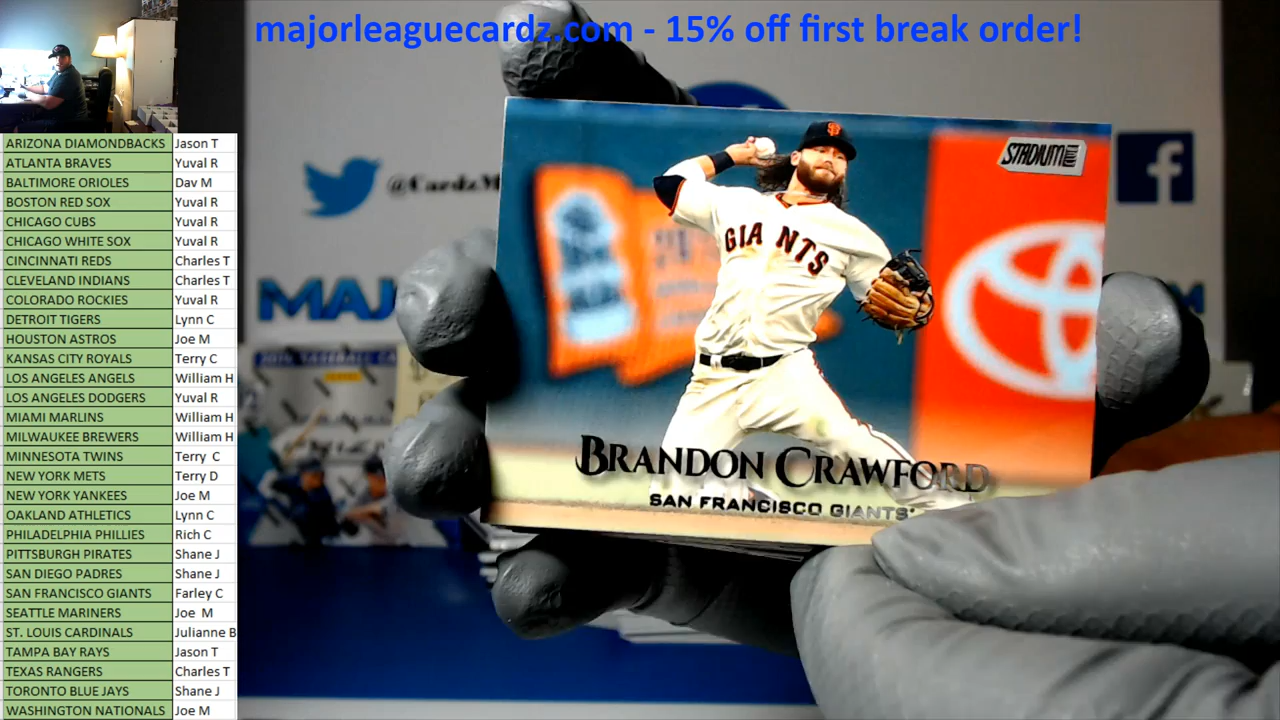 majorleaguecardz.com - 15% off first break order!
ARIZONA DIAMONDBACKS Jason T
ATLANTA BRAVES Yuval R
BALTIMORE ORIOLES Dav M
BOSTON RED SOX Yuval R
CHICAGO CUBS Yuval R
CHICAGO WHITE SOX Yuval R
CINCINNATI REDS Charles T
CLEVELAND INDIANS Charles T
COLORADO ROCKIES Yuval R
DETROIT TIGERS Lynn C
HOUSTON ASTROS Joe M
KANSAS CITY ROYALS Terry C
LOS ANGELES ANGELS William H
LOS ANGELES DODGERS Yuval R
MIAMI MARLINS William H
MILWAUKEE BREWERS William H
MINNESOTA TWINS Terry C
NEW YORK METS Terry D
NEW YORK YANKEES Joe M
OAKLAND ATHLETICS Lynn C
PHILADELPHIA PHILLIES Rich C
PITTSBURGH PIRATES Shane J
SAN DIEGO PADRES Shane J
SAN FRANCISCO GIANTS Farley C
SEATTLE MARINERS Joe M
ST. LOUIS CARDINALS Julianne B
TAMPA BAY RAYS Jason T
TEXAS RANGERS Charles T
TORONTO BLUE JAYS Shane J
WASHINGTON NATIONALS Joe M
@CardzM
MAJ
STADIUM CLUB
GIANTS
BRANDON CRAWFORD
SAN FRANCISCO GIANTS